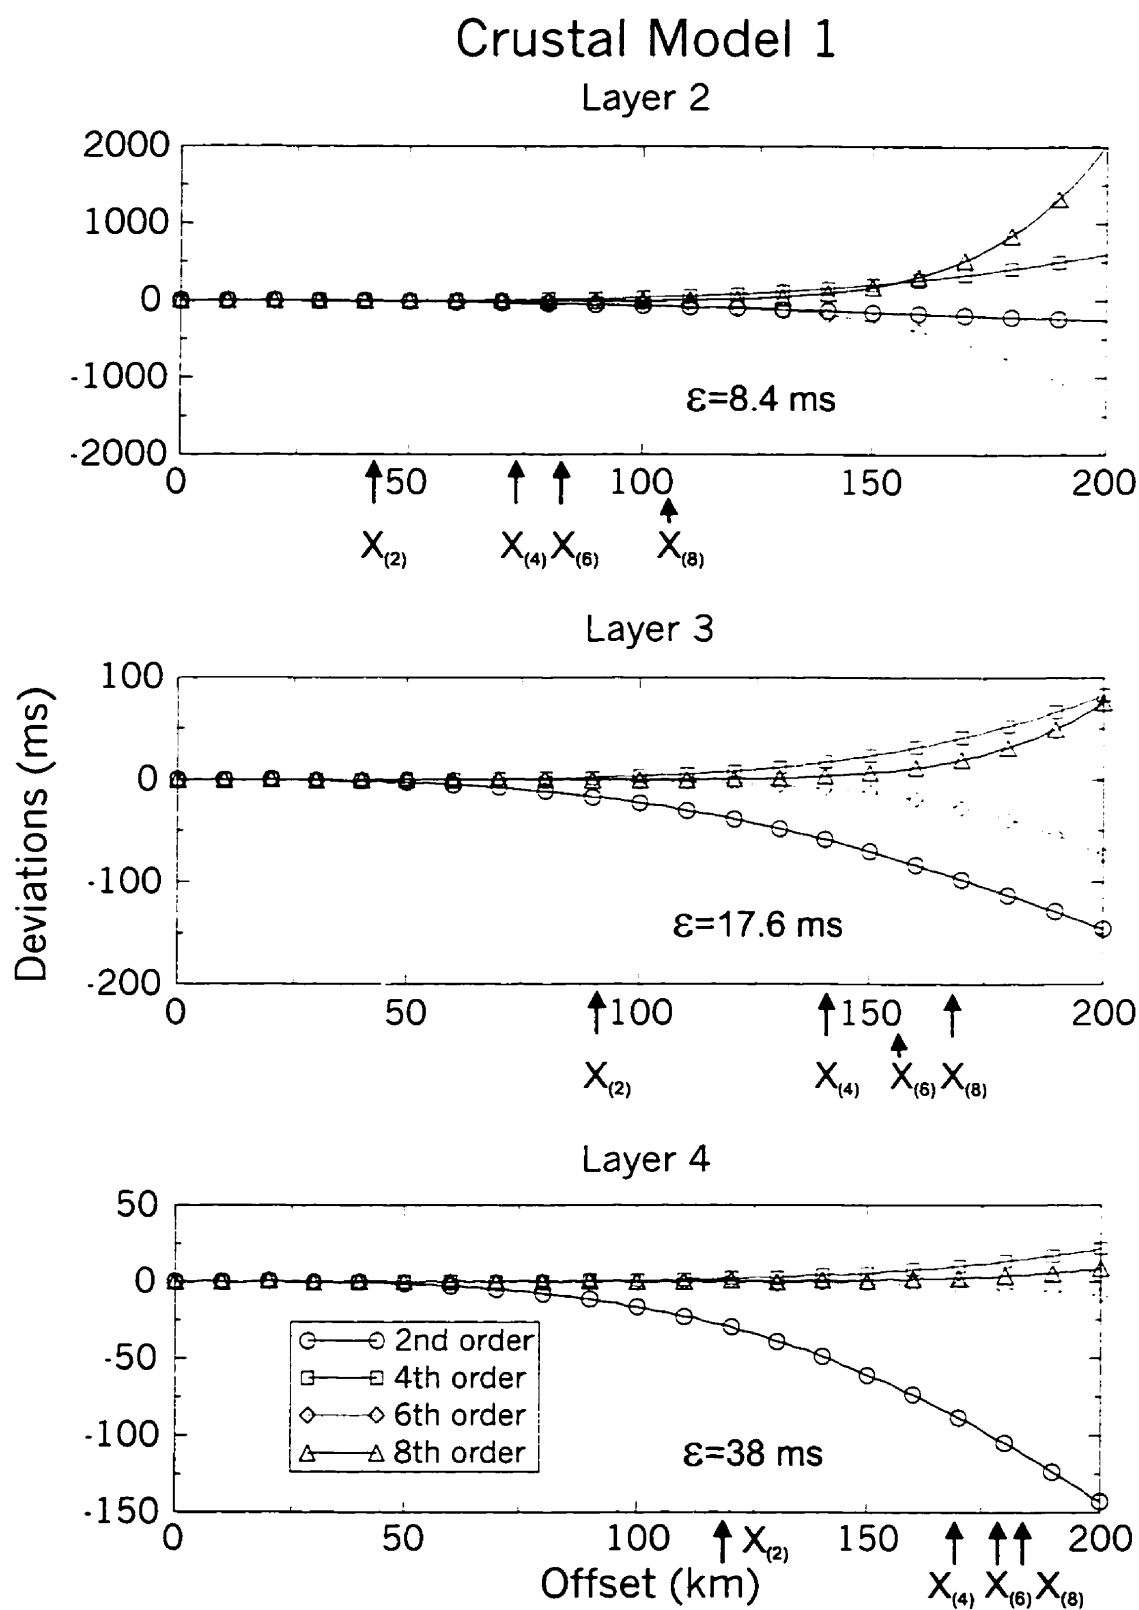 Crustal Model 1
Layer 2
2000
1000
0
-1000
-2000
ε=8.4 ms
0 50 100 150 200
X(2) X(4) X(6) X(8)
Layer 3
100
0
-100
-200
ε=17.6 ms
0 50 100 150 200
X(2) X(4) X(6) X(8)
Deviations (ms)
Layer 4
50
0
-50
-100
-150
2nd order
4th order
6th order
8th order
ε=38 ms
0 50 100 150 200
X(2)
Offset (km)
X(4) X(6) X(8)